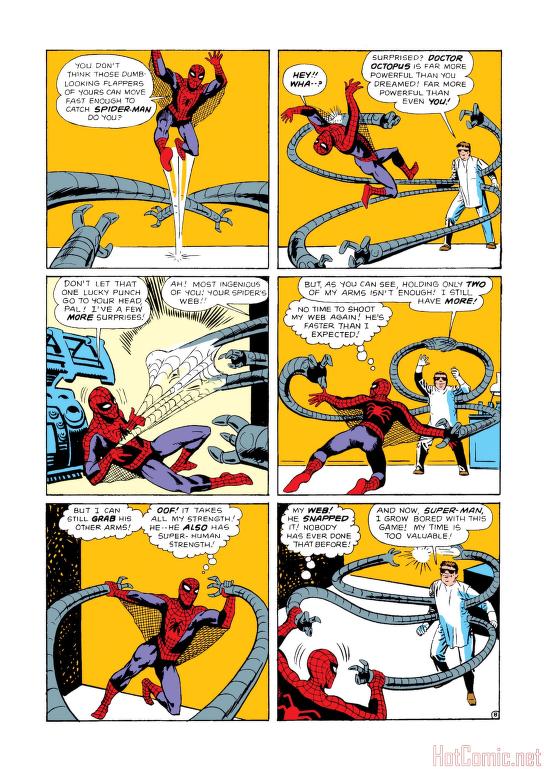 YOU DON'T
THINK THOSE DUMB-
LOOKING FLAPPERS
OF YOURS CAN MOVE
FAST ENOUGH TO
CATCH SPIDER-MAN
DO YOU?
HEY!!
WHA--?
SURPRISED? DOCTOR
OCTOPUS IS FAR MORE
POWERFUL THAN YOU
DREAMED! FAR MORE
POWERFUL THAN
EVEN YOU!
DON'T LET THAT
ONE LUCKY PUNCH
GO TO YOUR HEAD
PAL! I'VE A FEW
MORE SURPRISES!
AH! MOST INGENIOUS
OF YOU! YOUR SPIDER'S
WEB!!
BUT, AS YOU CAN SEE, HOLDING ONLY TWO
OF MY ARMS ISN'T ENOUGH! I STILL
HAVE MORE!
NO TIME TO SHOOT
MY WEB AGAIN! HE'S
FASTER THAN I
EXPECTED!
BUT I CAN
STILL GRAB HIS
OTHER ARMS!
OOF! IT TAKES
ALL MY STRENGTH!
HE--HE ALSO HAS
SUPER-HUMAN
STRENGTH!
MY WEB!
HE SNAPPED
IT! NOBODY
HAS EVER DONE
THAT BEFORE!
AND NOW, SUPER-MAN,
I GROW BORED WITH THIS
GAME! MY TIME IS
TOO VALUABLE!
8
HotComic.net